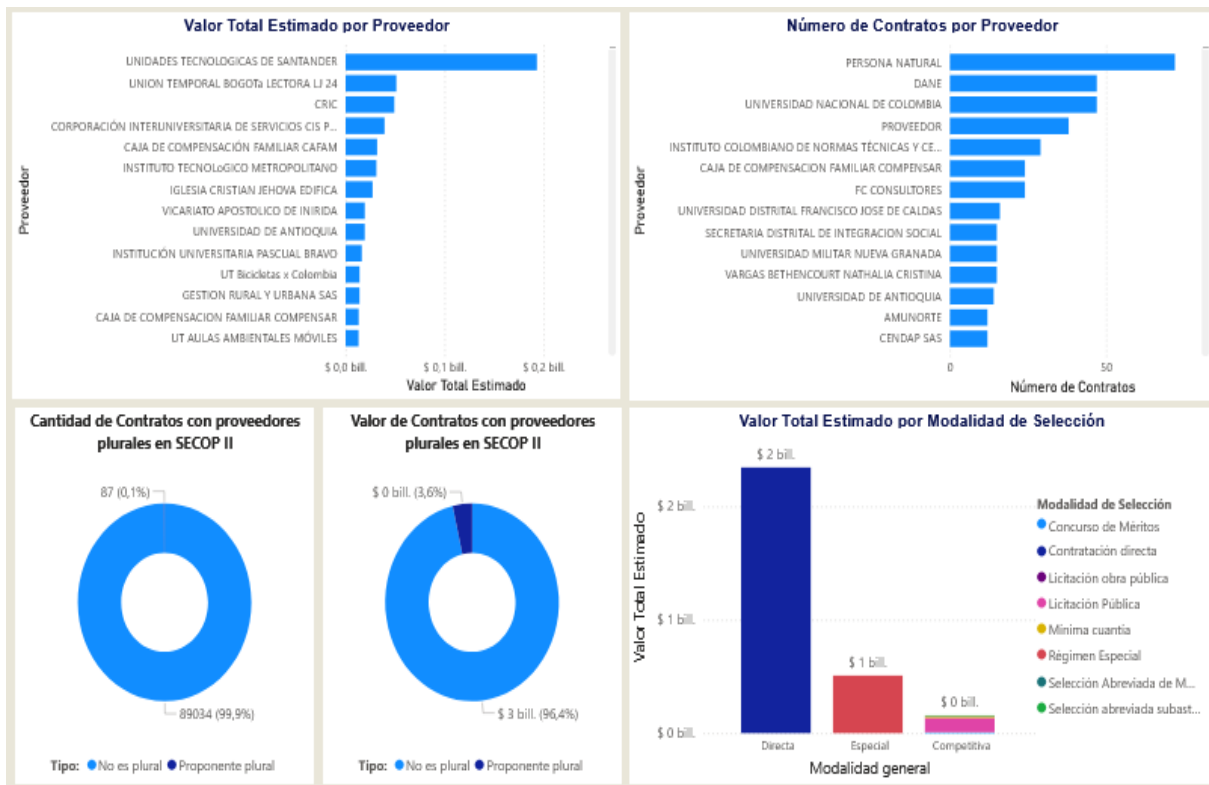 Valor Total Estimado por Proveedor
Proveedor
UNIDADES TECNOLOGICAS DE SANTANDER
UNION TEMPORAL BOGOTa LECTORA LJ 24
CRIC
CORPORACIÓN INTERUNIVERSITARIA DE SERVICIOS CIS P...
CAJA DE COMPENSACIÓN FAMILIAR CAFAM
INSTITUTO TECNOLoGICO METROPOLITANO
IGLESIA CRISTIAN JEHOVA EDIFICA
VICARIATO APOSTOLICO DE INIRIDA
UNIVERSIDAD DE ANTIOQUIA
INSTITUCIÓN UNIVERSITARIA PASCUAL BRAVO
UT Bicicletas x Colombia
GESTION RURAL Y URBANA SAS
CAJA DE COMPENSACION FAMILIAR COMPENSAR
UT AULAS AMBIENTALES MÓVILES
$ 0,0 bill. $ 0,1 bill. $ 0,2 bill.
Valor Total Estimado
Número de Contratos por Proveedor
Proveedor
PERSONA NATURAL
DANE
UNIVERSIDAD NACIONAL DE COLOMBIA
PROVEEDOR
INSTITUTO COLOMBIANO DE NORMAS TÉCNICAS Y CE...
CAJA DE COMPENSACION FAMILIAR COMPENSAR
FC CONSULTORES
UNIVERSIDAD DISTRITAL FRANCISCO JOSE DE CALDAS
SECRETARIA DISTRITAL DE INTEGRACION SOCIAL
UNIVERSIDAD MILITAR NUEVA GRANADA
VARGAS BETHENCOURT NATHALIA CRISTINA
UNIVERSIDAD DE ANTIOQUIA
AMUNORTE
CENDAP SAS
0 50
Número de Contratos
Cantidad de Contratos con proveedores
plurales en SECOP II
87 (0,1%)
89034 (99,9%)
Tipo: No es plural Proponente plural
Valor de Contratos con proveedores
plurales en SECOP II
$ 0 bill. (3,6%)
$ 3 bill. (96,4%)
Tipo: No es plural Proponente plural
Valor Total Estimado por Modalidad de Selección
Valor Total Estimado
$ 2 bill.
$ 1 bill.
$ 0 bill.
$ 2 bill.
$ 1 bill.
$ 0 bill.
Directa Especial Competitiva
Modalidad general
Modalidad de Selección
Concurso de Méritos
Contratación directa
Licitación obra pública
Licitación Pública
Mínima cuantía
Régimen Especial
Selección Abreviada de M...
Selección abreviada subast...